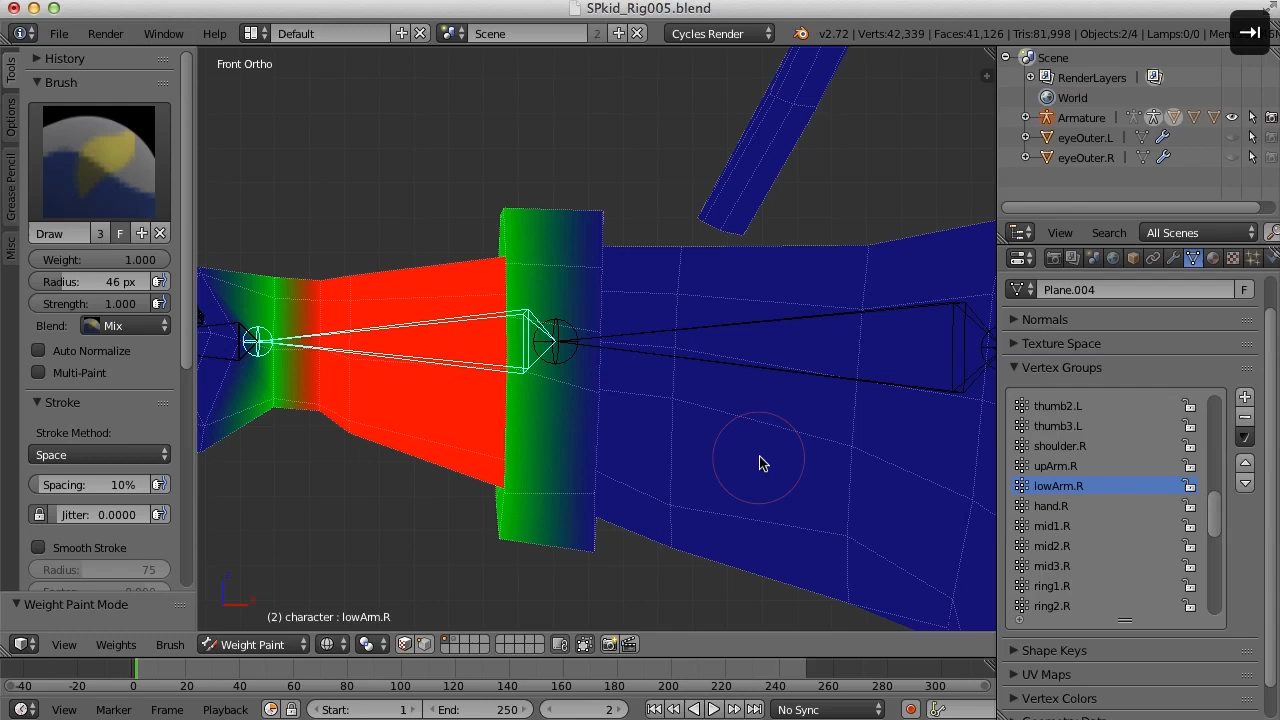 SPkid_Rig005.blend
File Render Window Help Default Scene 2 Cycles Render v2.72 | Verts:42,339 | Faces:41,126 | Tris:81,998 | Objects:2/4 | Lamps:0/0 |
Tools
Options
Grease Pencil
Misc
History
Brush
Draw 3 F
Weight: 1.000
Radius: 46 px
Strength: 1.000
Blend: Mix
Auto Normalize
Multi-Paint
Stroke
Stroke Method:
Space
Spacing: 10%
Jitter: 0.0000
Smooth Stroke
Radius: 75
Weight Paint Mode
Front Ortho
(2) character : lowArm.R
View Weights Brush Weight Paint
Scene
RenderLayers
World
Armature
eyeOuter.L
eyeOuter.R
View Search All Scenes
Plane.004 F
Normals
Texture Space
Vertex Groups
thumb2.L
thumb3.L
shoulder.R
upArm.R
lowArm.R
hand.R
mid1.R
mid2.R
mid3.R
ring1.R
ring2.R
Shape Keys
UV Maps
Vertex Colors
-40 -20 0 20 40 60 80 100 120 140 160 180 200 220 240 260 280 300
View Marker Frame Playback Start: 1 End: 250 2 No Sync